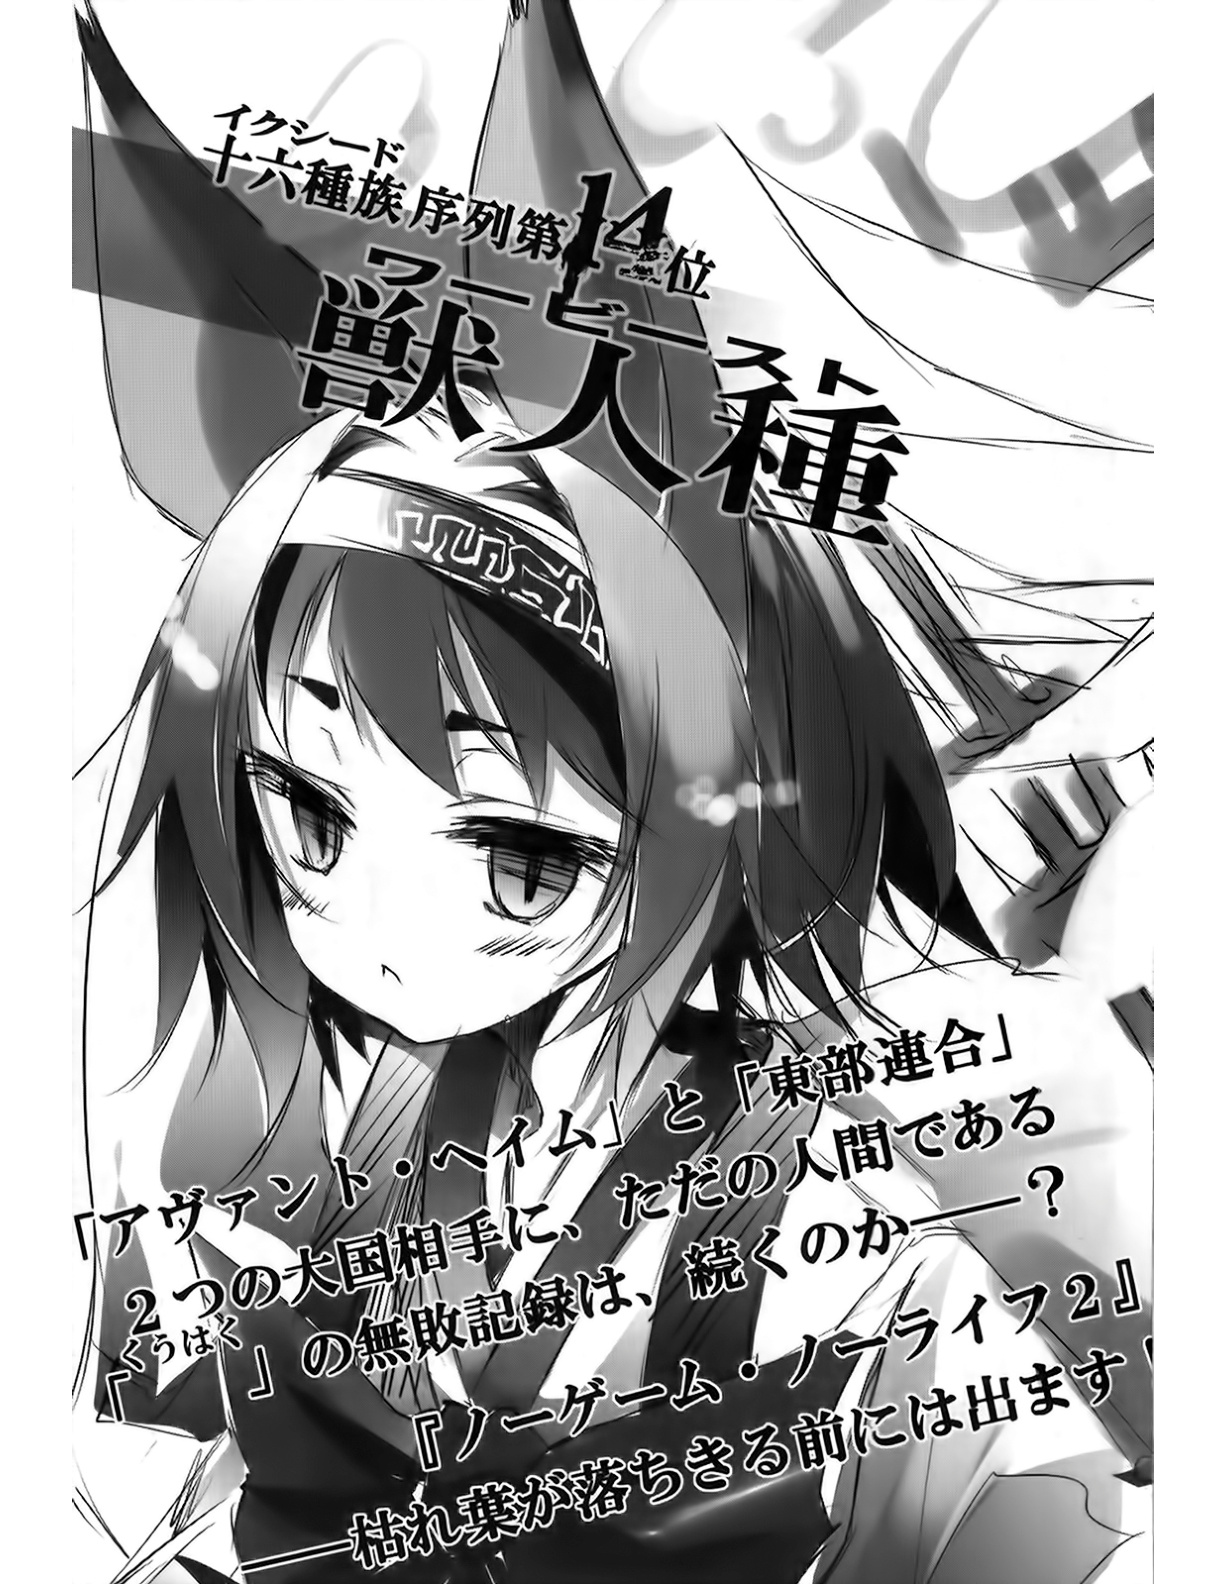 イクシード
十六種族 序列第14位
ワービースト
獣人種
「アヴァント・ヘイム」と「東部連合」
2つの大国相手に、ただの人間である
くうはく
「　　」の無敗記録は、続くのか──？
『ノーゲーム・ノーライフ2』
──枯れ葉が落ちきる前には出ます！